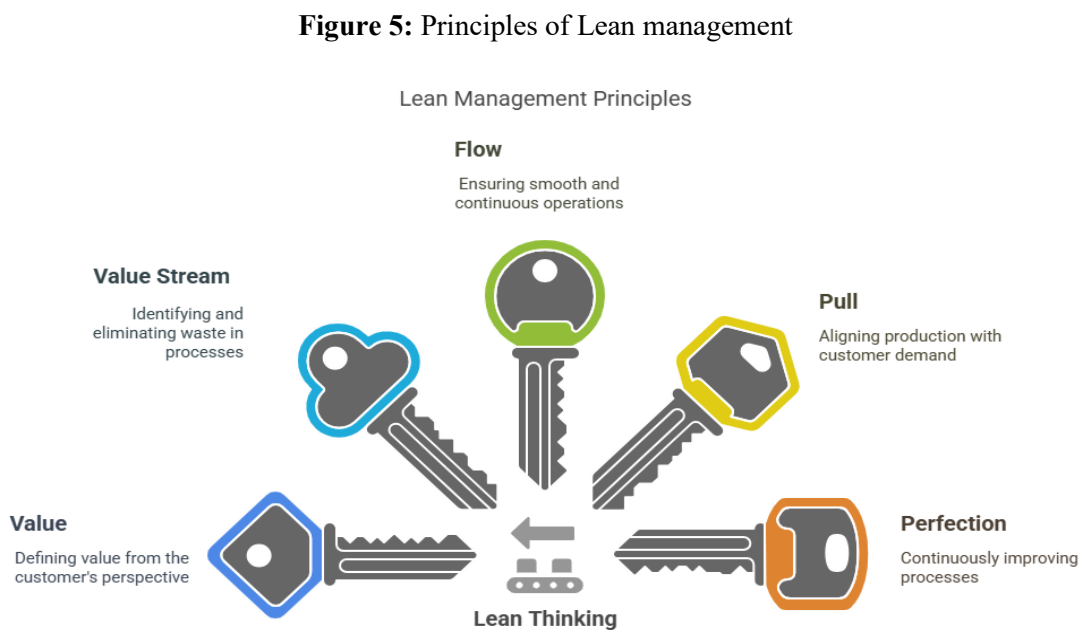 Figure 5: Principles of Lean management
Lean Management Principles
Flow
Ensuring smooth and
continuous operations
Value Stream
Identifying and
eliminating waste in
processes
Pull
Aligning production with
customer demand
Value
Defining value from the
customer's perspective
Perfection
Continuously improving
processes
Lean Thinking